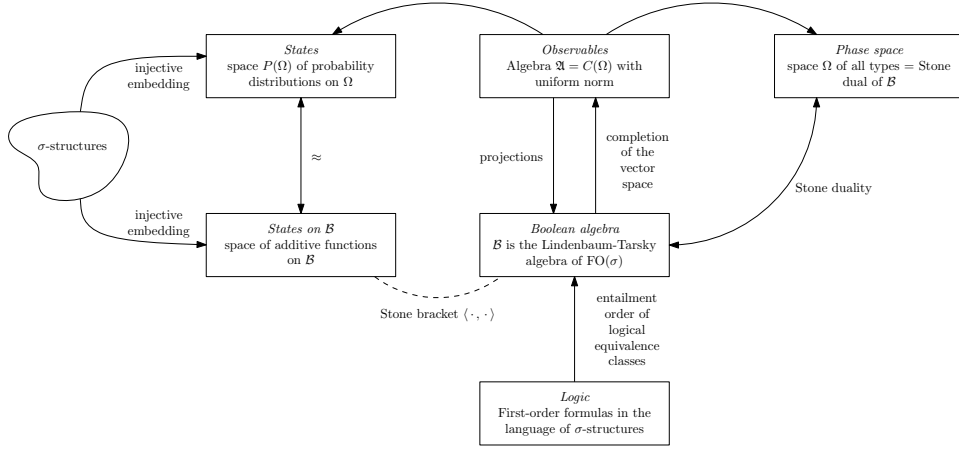 States
space P(Ω) of probability
distributions on Ω
Observables
Algebra 𝔄 = C(Ω) with
uniform norm
Phase space
space Ω of all types = Stone
dual of ℬ
injective
embedding
σ-structures
≈
projections
completion
of the
vector
space
Stone duality
injective
embedding
States on ℬ
space of additive functions
on ℬ
Boolean algebra
ℬ is the Lindenbaum-Tarsky
algebra of FO(σ)
Stone bracket ⟨ · , · ⟩
entailment
order of
logical
equivalence
classes
Logic
First-order formulas in the
language of σ-structures